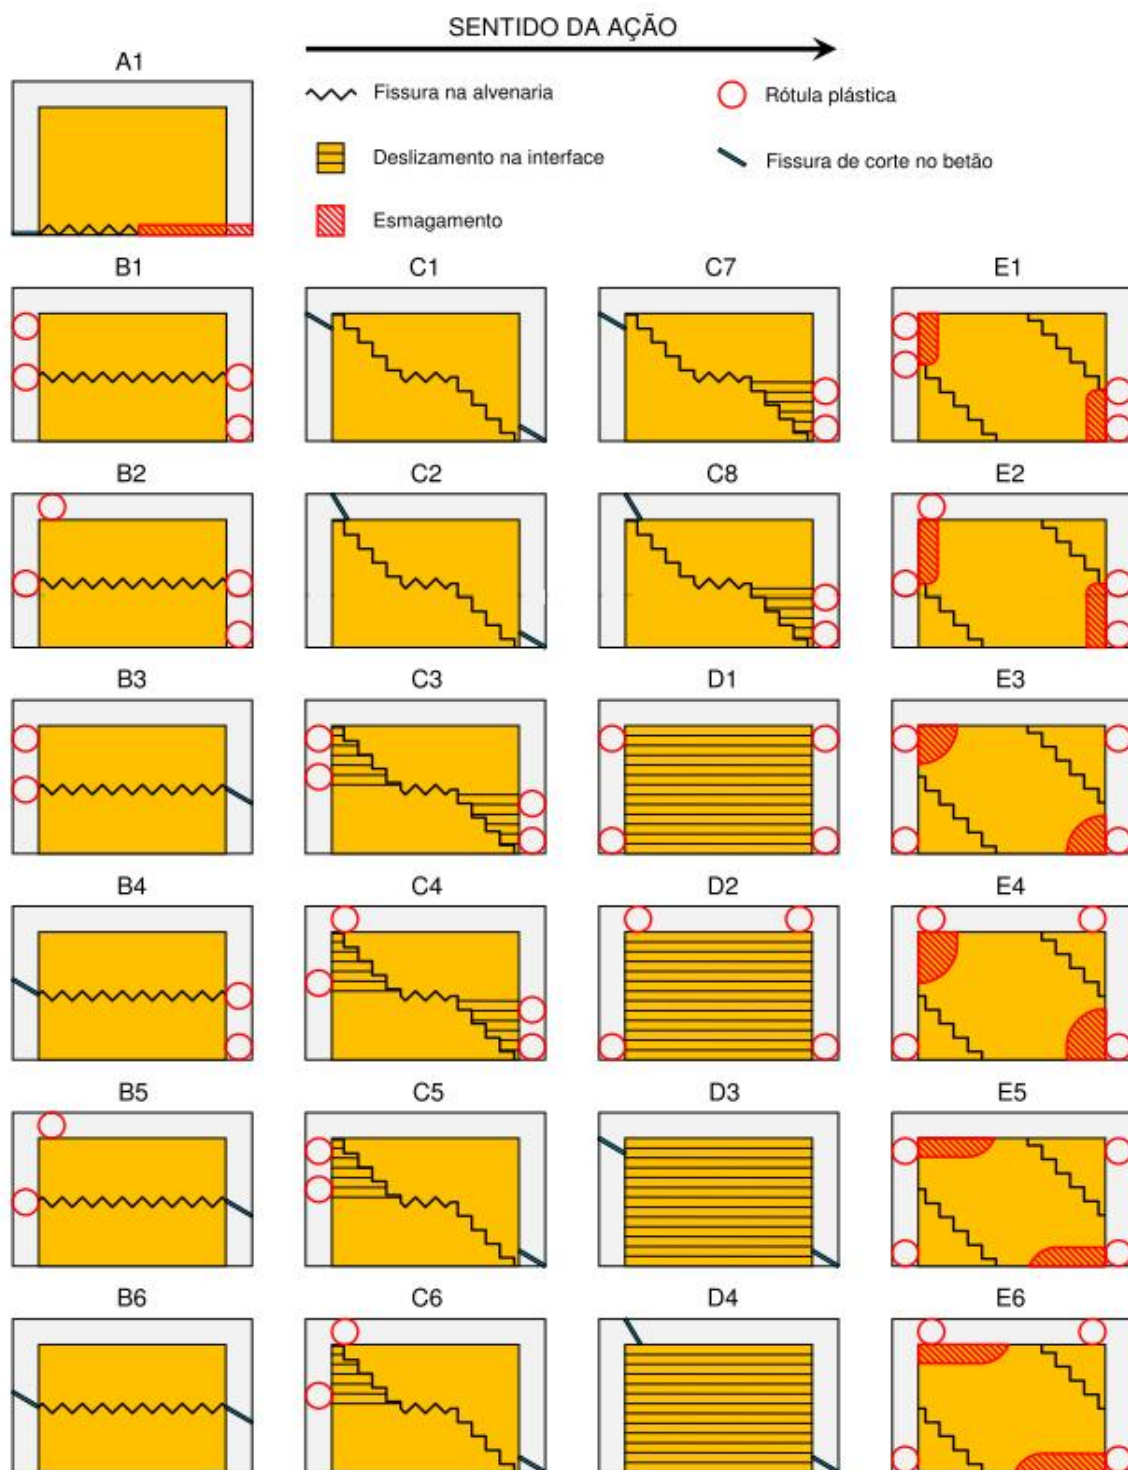 SENTIDO DA AÇÃO
A1
Fissura na alvenaria
Rótula plástica
Deslizamento na interface
Fissura de corte no betão
Esmagamento
B1 C1 C7 E1
B2 C2 C8 E2
B3 C3 D1 E3
B4 C4 D2 E4
B5 C5 D3 E5
B6 C6 D4 E6